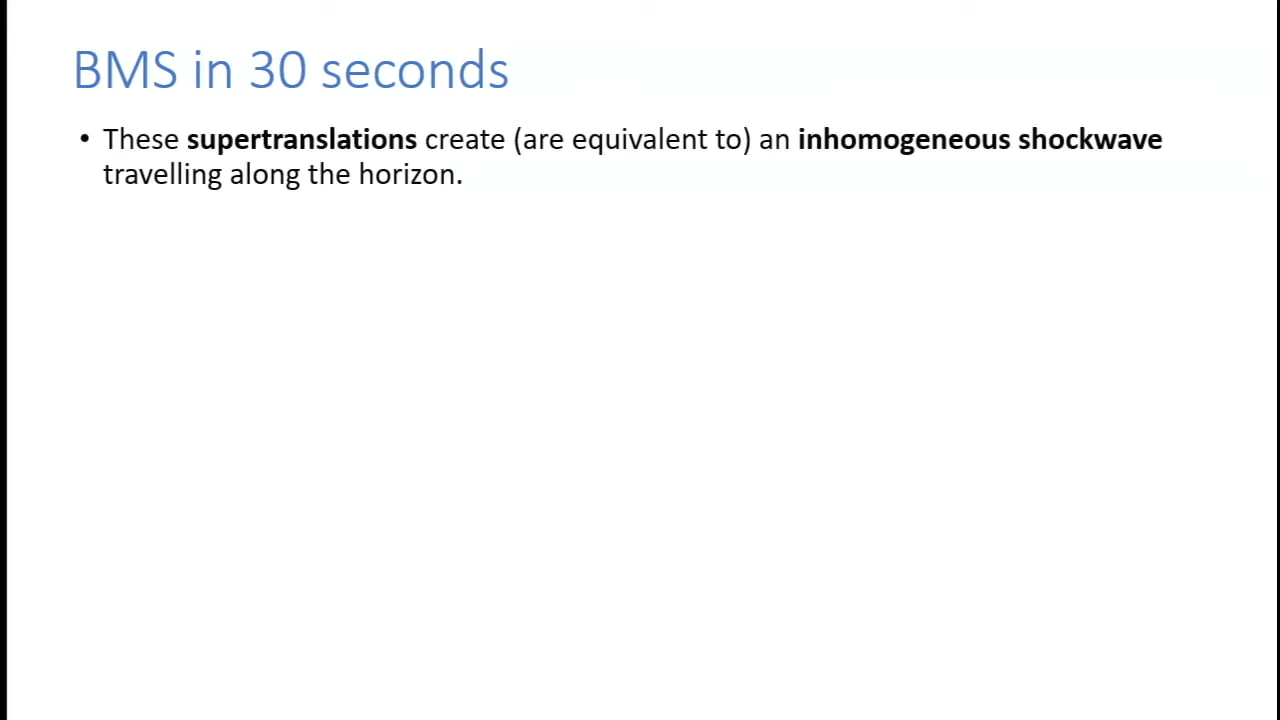 BMS in 30 seconds
• These supertranslations create (are equivalent to) an inhomogeneous shockwave
travelling along the horizon.